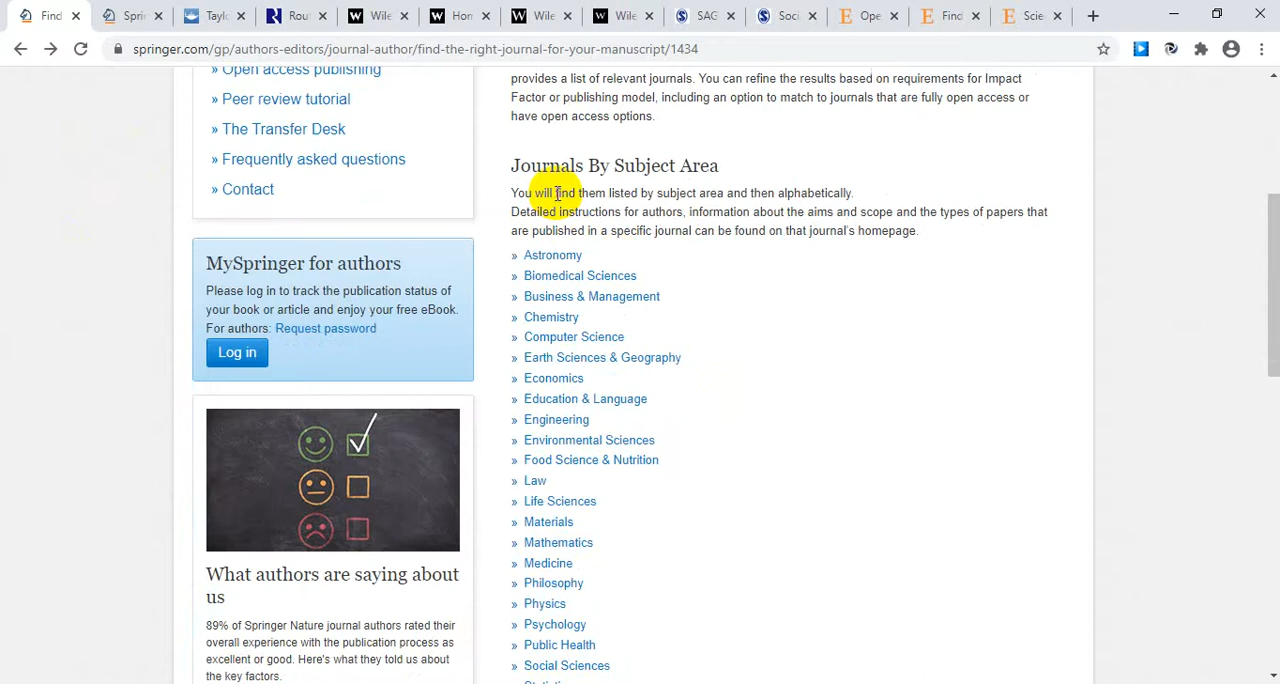 Find
Sprin
Taylo
Rout
Wile
Hom
Wile
Wile
SAG
Soci
Ope
Find
Scie
springer.com/gp/authors-editors/journal-author/find-the-right-journal-for-your-manuscript/1434
» Open access publishing
» Peer review tutorial
» The Transfer Desk
» Frequently asked questions
» Contact
MySpringer for authors
Please log in to track the publication status of
your book or article and enjoy your free eBook.
For authors: Request password
Log in
What authors are saying about
us
89% of Springer Nature journal authors rated their
overall experience with the publication process as
excellent or good. Here's what they told us about
the key factors.
provides a list of relevant journals. You can refine the results based on requirements for Impact
Factor or publishing model, including an option to match to journals that are fully open access or
have open access options.
Journals By Subject Area
You will find them listed by subject area and then alphabetically.
Detailed instructions for authors, information about the aims and scope and the types of papers that
are published in a specific journal can be found on that journal's homepage.
» Astronomy
» Biomedical Sciences
» Business & Management
» Chemistry
» Computer Science
» Earth Sciences & Geography
» Economics
» Education & Language
» Engineering
» Environmental Sciences
» Food Science & Nutrition
» Law
» Life Sciences
» Materials
» Mathematics
» Medicine
» Philosophy
» Physics
» Psychology
» Public Health
» Social Sciences